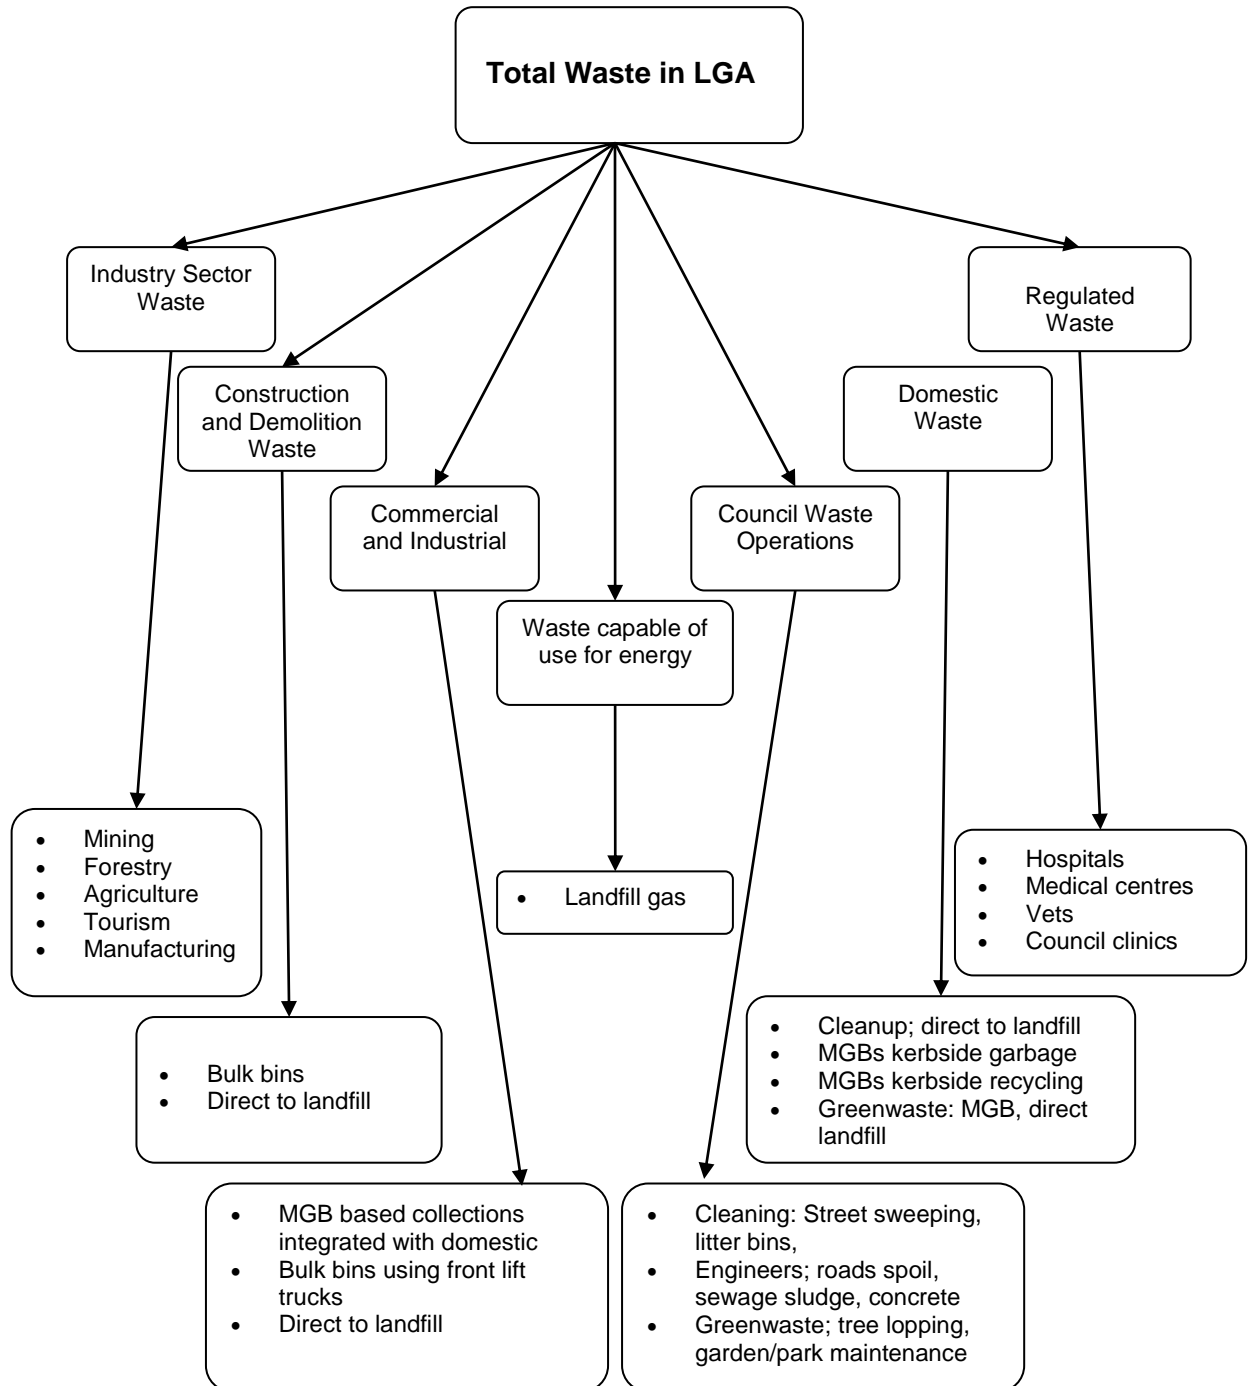 Total Waste in LGA
Industry Sector
Waste
Regulated
Waste
Construction
and Demolition
Waste
Domestic
Waste
Commercial
and Industrial
Council Waste
Operations
Waste capable of
use for energy
• Mining
• Forestry
• Agriculture
• Tourism
• Manufacturing
• Landfill gas
• Hospitals
• Medical centres
• Vets
• Council clinics
• Bulk bins
• Direct to landfill
• Cleanup; direct to landfill
• MGBs kerbside garbage
• MGBs kerbside recycling
• Greenwaste: MGB, direct
landfill
• MGB based collections
integrated with domestic
• Bulk bins using front lift
trucks
• Direct to landfill
• Cleaning: Street sweeping,
litter bins,
• Engineers; roads spoil,
sewage sludge, concrete
• Greenwaste; tree lopping,
garden/park maintenance